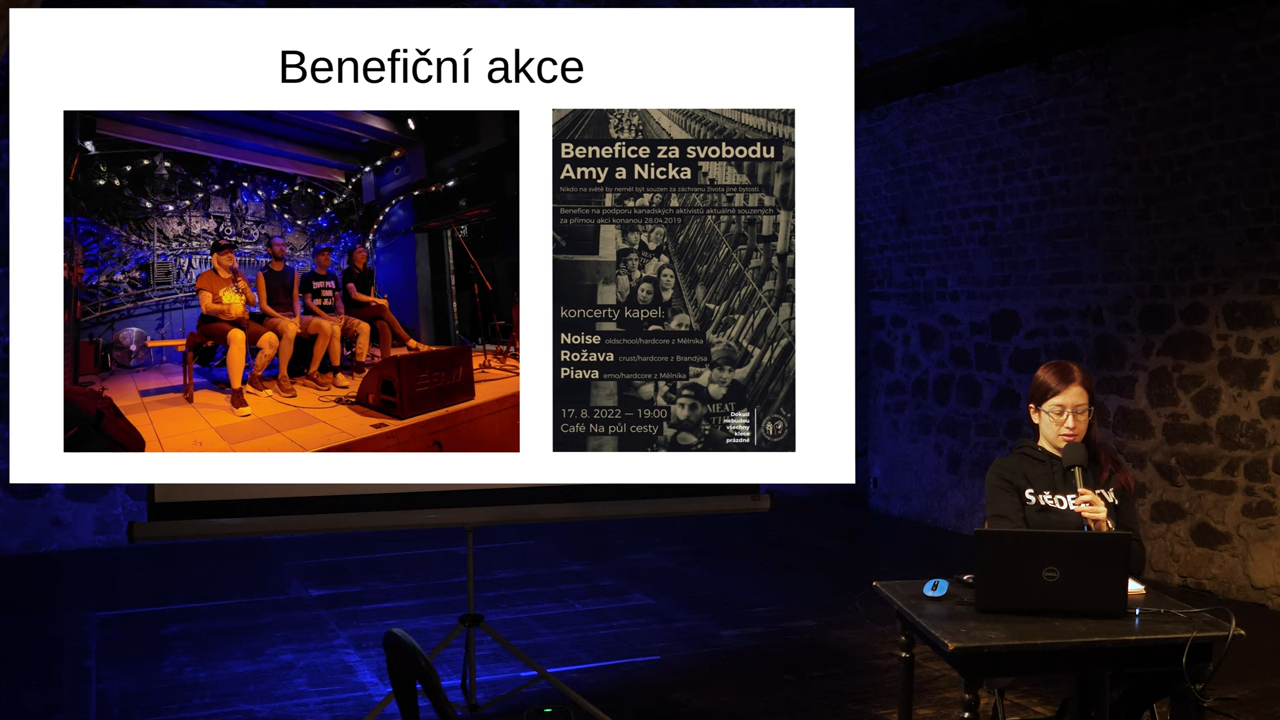 Benefiční akce
Benefice za svobodu
Amy a Nicka
Nikdo na světě by neměl být souzen za záchranu života jiné bytosti.
Benefice na podporu kanadských aktivistů aktuálně souzených
za přímou akci konanou 28.04.2019
koncerty kapel:
Noise oldschool/hardcore z Mělníka
Rožava crust/hardcore z Brandýsa
Piava emo/hardcore z Mělníka
17. 8. 2022 — 19:00
Café Na půl cesty
Dokud
nebudou
všechny
klece
prázdné
MEAT
DELL